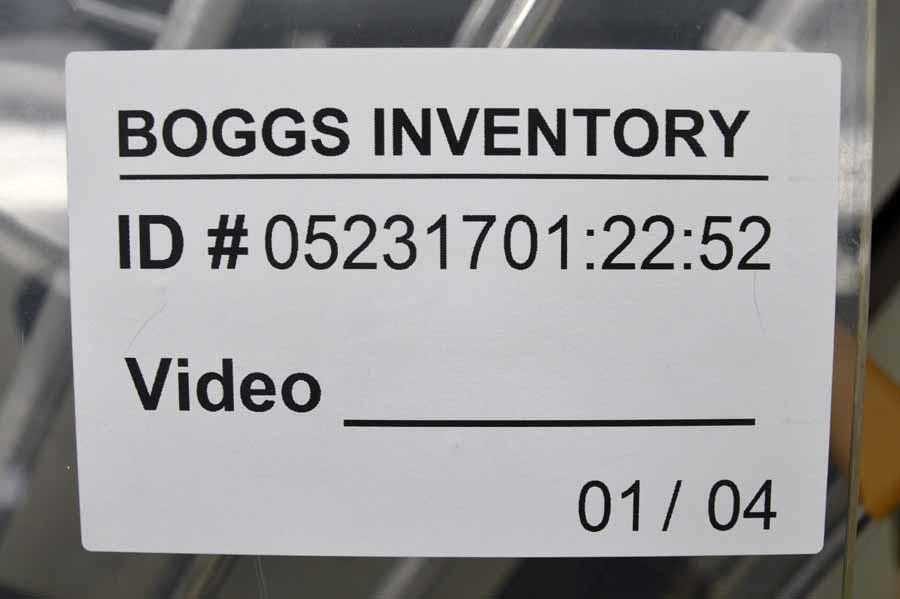 BOGGS INVENTORY
ID # 05231701:22:52
Video
01 / 04